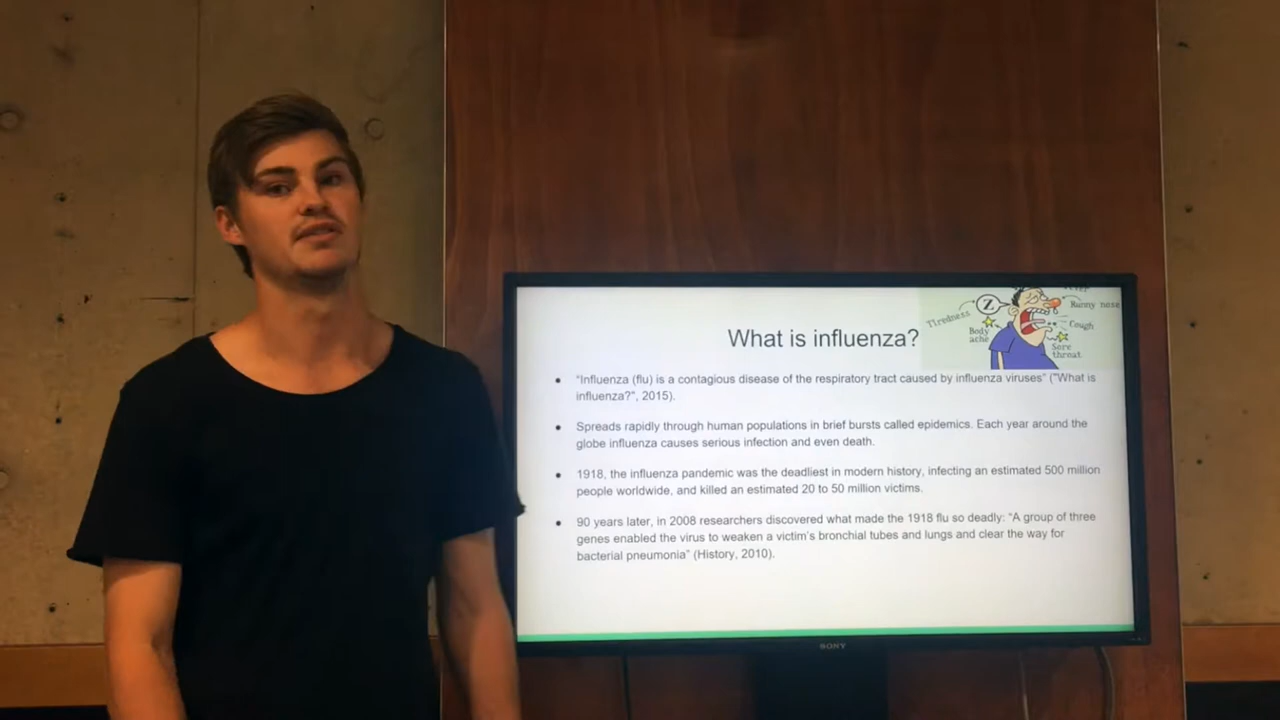 What is influenza?
Tiredness
Z
Runny nose
Body
ache
Cough
Sore
throat
● "Influenza (flu) is a contagious disease of the respiratory tract caused by influenza viruses" ("What is
influenza?", 2015).
● Spreads rapidly through human populations in brief bursts called epidemics. Each year around the
globe influenza causes serious infection and even death.
● 1918, the influenza pandemic was the deadliest in modern history, infecting an estimated 500 million
people worldwide, and killed an estimated 20 to 50 million victims.
● 90 years later, in 2008 researchers discovered what made the 1918 flu so deadly: "A group of three
genes enabled the virus to weaken a victim's bronchial tubes and lungs and clear the way for
bacterial pneumonia" (History, 2010).
SONY